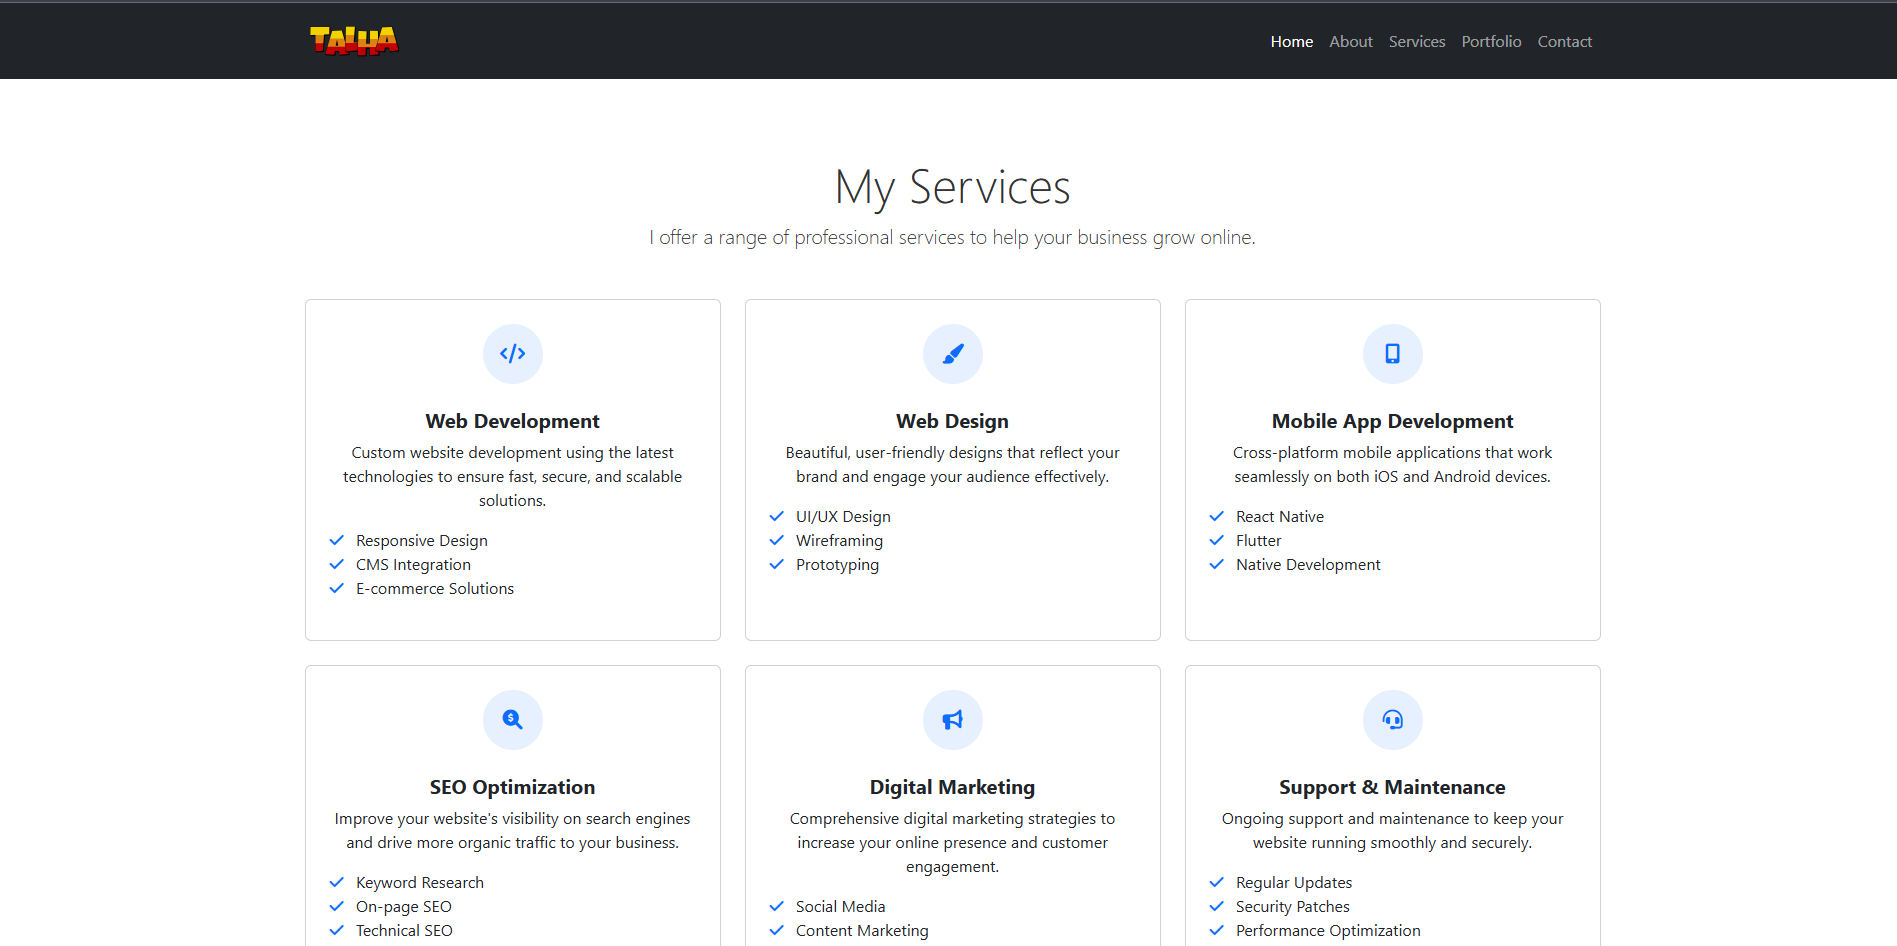 TALHA
Home About Services Portfolio Contact
My Services
I offer a range of professional services to help your business grow online.
Web Development
Custom website development using the latest
technologies to ensure fast, secure, and scalable
solutions.
Responsive Design
CMS Integration
E-commerce Solutions
Web Design
Beautiful, user-friendly designs that reflect your
brand and engage your audience effectively.
UI/UX Design
Wireframing
Prototyping
Mobile App Development
Cross-platform mobile applications that work
seamlessly on both iOS and Android devices.
React Native
Flutter
Native Development
SEO Optimization
Improve your website's visibility on search engines
and drive more organic traffic to your business.
Keyword Research
On-page SEO
Technical SEO
Digital Marketing
Comprehensive digital marketing strategies to
increase your online presence and customer
engagement.
Social Media
Content Marketing
Support & Maintenance
Ongoing support and maintenance to keep your
website running smoothly and securely.
Regular Updates
Security Patches
Performance Optimization